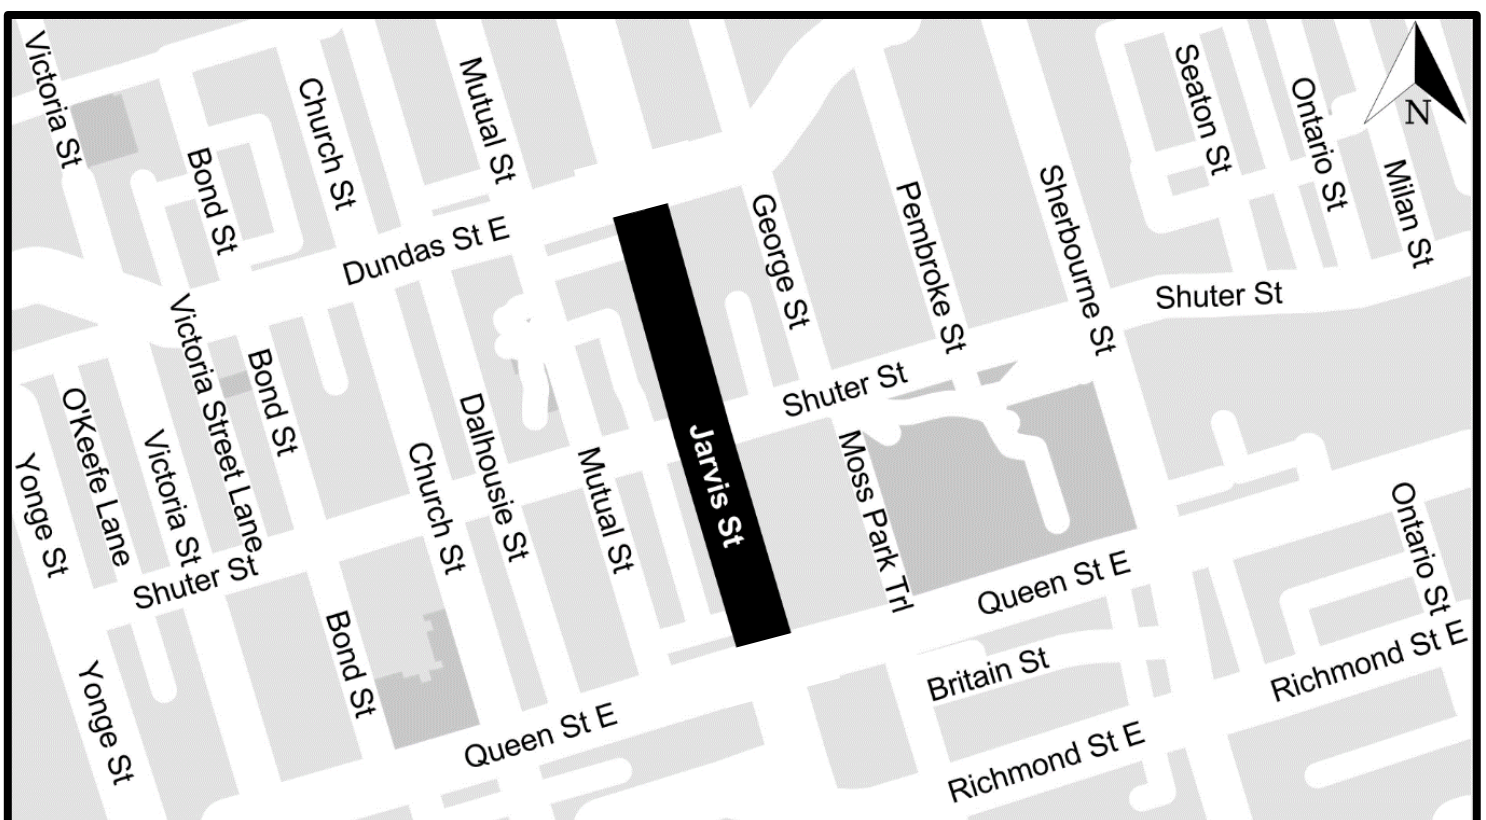 Victoria St
Church St
Mutual St
Seaton St
Ontario St
N
Bond St
Milan St
Dundas St E
George St
Pembroke St
Sherbourne St
Shuter St
Victoria Street Lane
Bond St
O'Keefe Lane
Shuter St
Dalhousie St
Yonge St
Victoria St
Church St
Mutual St
Jarvis St
Moss Park Trl
Ontario St
Shuter St
Queen St E
Bond St
Yonge St
Britain St
Richmond St E
Queen St E
Richmond St E